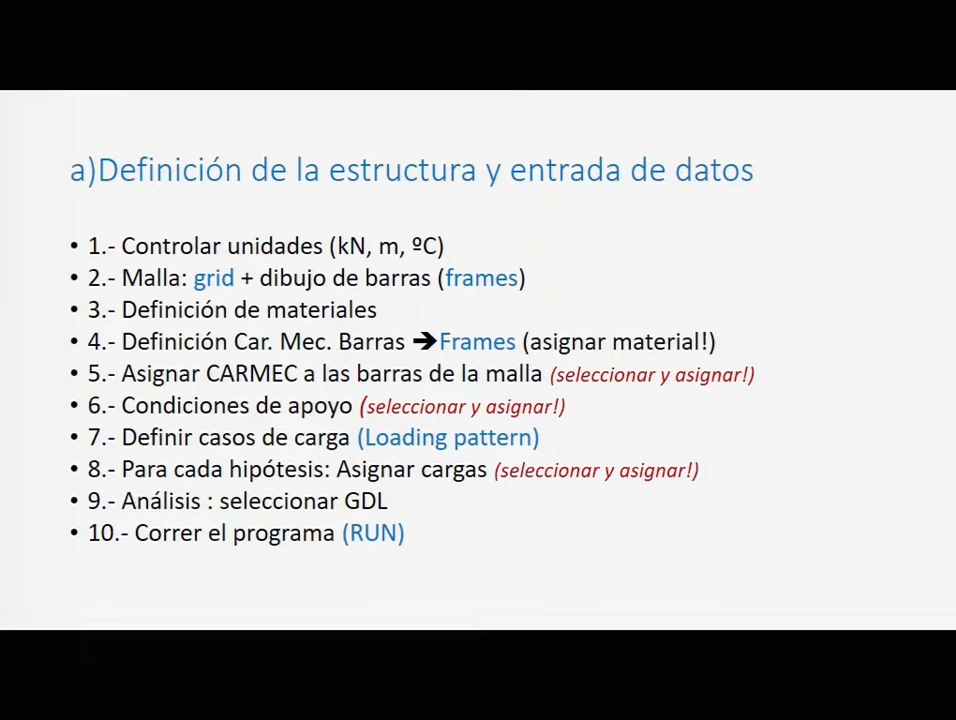 a)Definición de la estructura y entrada de datos
• 1.- Controlar unidades (kN, m, ºC)
• 2.- Malla: grid + dibujo de barras (frames)
• 3.- Definición de materiales
• 4.- Definición Car. Mec. Barras ➔Frames (asignar material!)
• 5.- Asignar CARMEC a las barras de la malla (seleccionar y asignar!)
• 6.- Condiciones de apoyo (seleccionar y asignar!)
• 7.- Definir casos de carga (Loading pattern)
• 8.- Para cada hipótesis: Asignar cargas (seleccionar y asignar!)
• 9.- Análisis : seleccionar GDL
• 10.- Correr el programa (RUN)